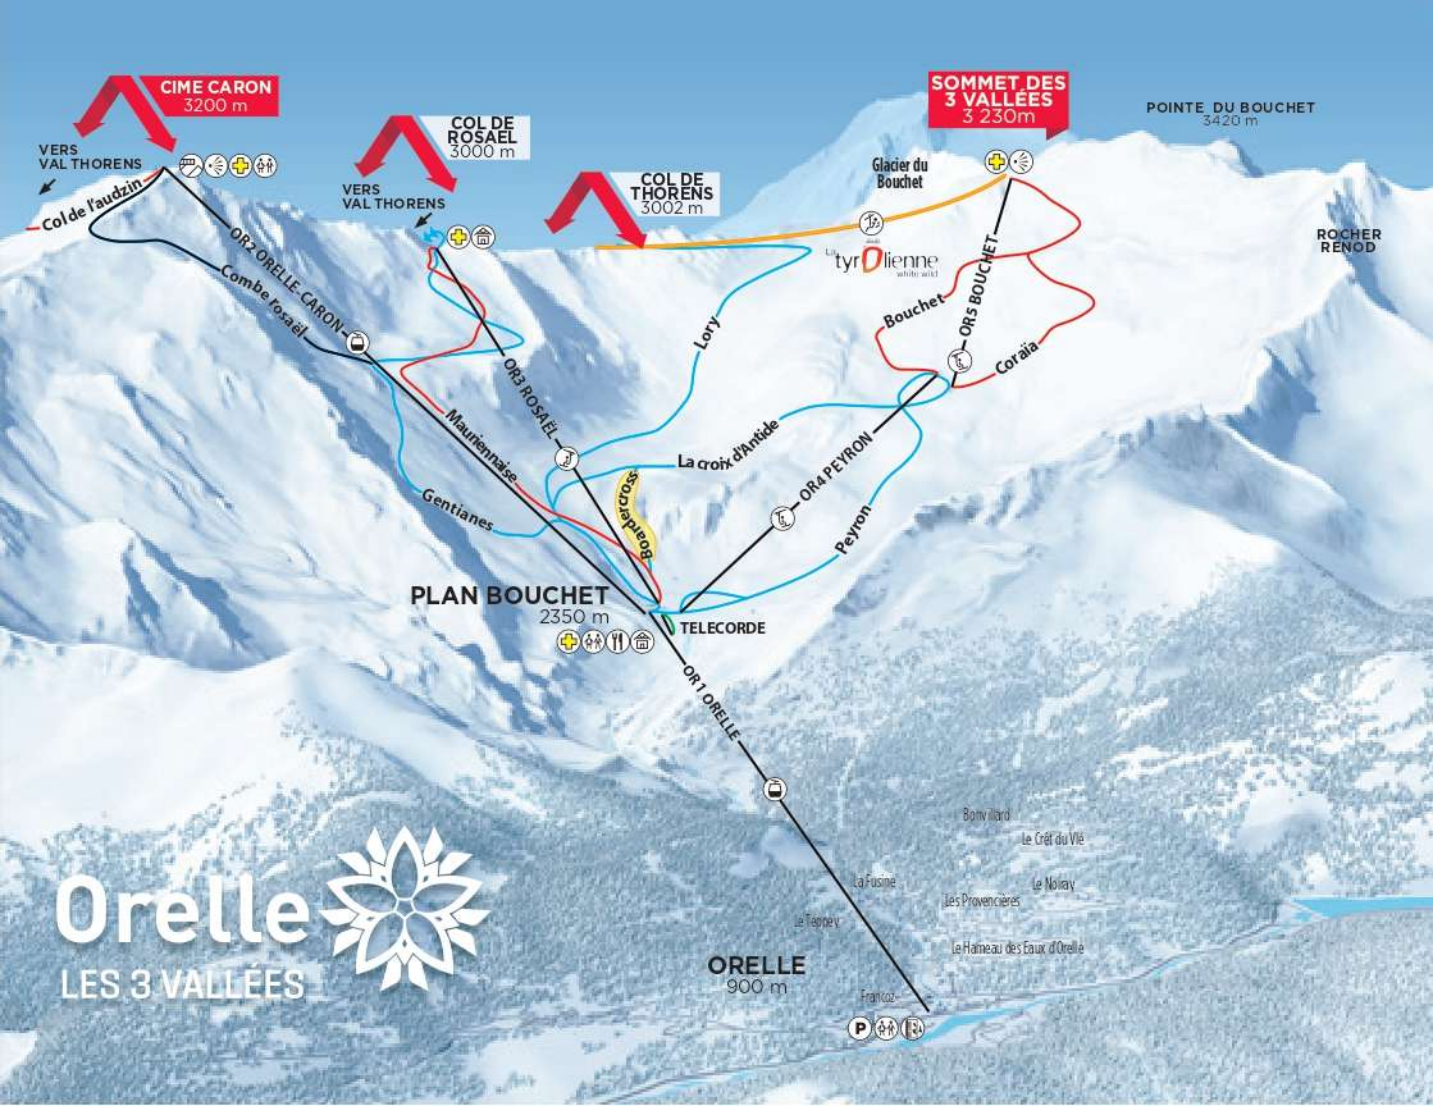 CIME CARON
3200 m
VERS
VAL THORENS
Col de l'audzin
COL DE
ROSAËL
3000 m
VERS
VAL THORENS
COL DE
THORENS
3002 m
SOMMET DES
3 VALLÉES
3 230m
POINTE DU BOUCHET
3420 m
Glacier du
Bouchet
ROCHER
RENOD
La
tyrOlienne
white wild
OR2 ORELLE-CARON
Combe rosaël
OR3 ROSAËL
Lory
Bouchet
OR5 BOUCHET
Coraïa
Mauriennaise
La croix d'Antide
OR4 PEYRON
Gentianes
Boardercross
Peyron
PLAN BOUCHET
2350 m
TELECORDE
OR1 ORELLE
Bonvillard
Le Crêt du Vlé
La Fusine
Le Noiray
Les Provencières
Le Teppey
Le Hameau des Eaux d'Orelle
ORELLE
900 m
Francoz
P
Orelle
LES 3 VALLÉES